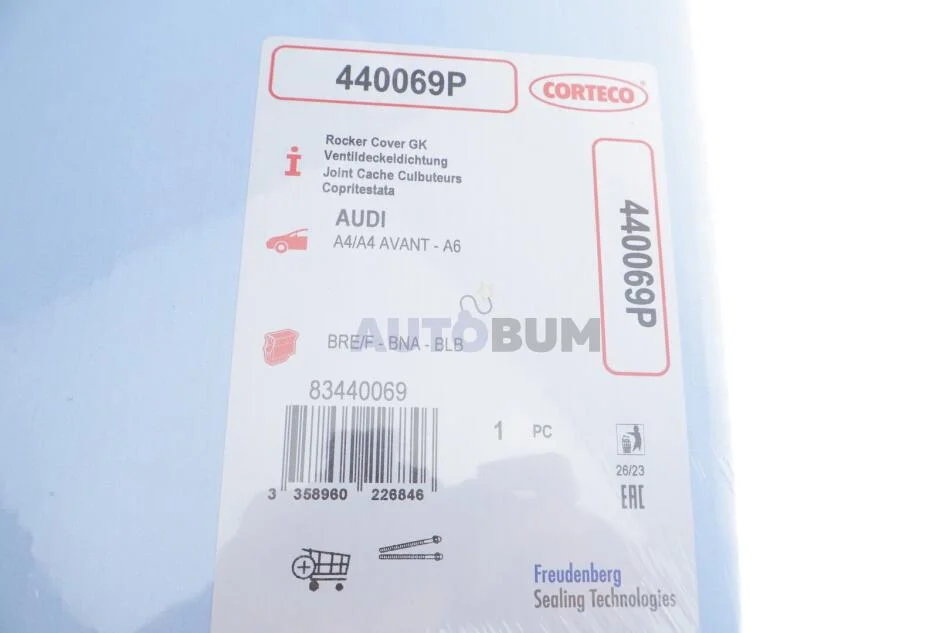 440069P
CORTECO
Rocker Cover GK
Ventildeckeldichtung
Joint Cache Culbuteurs
Copritestata
AUDI
A4/A4 AVANT - A6
440069P
AUTOBUM
BRE/F - BNA - BLB
83440069
1 PC
3 358960 226846
26/23
EAC
Freudenberg
Sealing Technologies